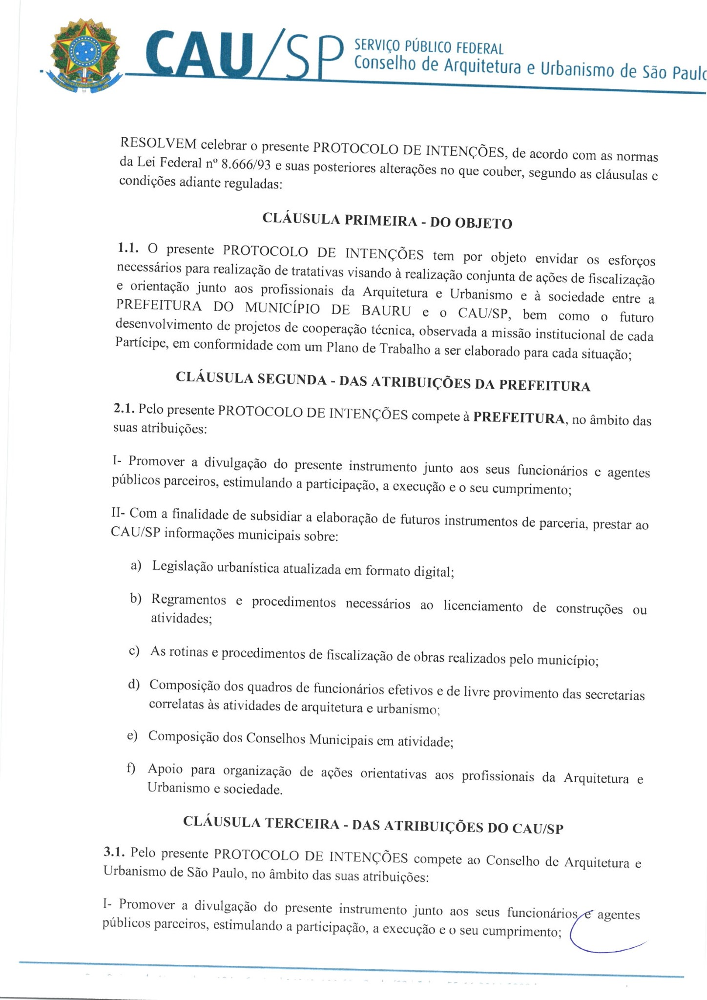 CAU/SP
SERVIÇO PÚBLICO FEDERAL
Conselho de Arquitetura e Urbanismo de São Paulo
RESOLVEM celebrar o presente PROTOCOLO DE INTENÇÕES, de acordo com as normas
da Lei Federal nº 8.666/93 e suas posteriores alterações no que couber, segundo as cláusulas e
condições adiante reguladas:
CLÁUSULA PRIMEIRA - DO OBJETO
1.1. O presente PROTOCOLO DE INTENÇÕES tem por objeto envidar os esforços
necessários para realização de tratativas visando à realização conjunta de ações de fiscalização
e orientação junto aos profissionais da Arquitetura e Urbanismo e à sociedade entre a
PREFEITURA DO MUNICÍPIO DE BAURU e o CAU/SP, bem como o futuro
desenvolvimento de projetos de cooperação técnica, observada a missão institucional de cada
Partícipe, em conformidade com um Plano de Trabalho a ser elaborado para cada situação;
CLÁUSULA SEGUNDA - DAS ATRIBUIÇÕES DA PREFEITURA
2.1. Pelo presente PROTOCOLO DE INTENÇÕES compete à PREFEITURA, no âmbito das
suas atribuições:
I- Promover a divulgação do presente instrumento junto aos seus funcionários e agentes
públicos parceiros, estimulando a participação, a execução e o seu cumprimento;
II- Com a finalidade de subsidiar a elaboração de futuros instrumentos de parceria, prestar ao
CAU/SP informações municipais sobre:
a) Legislação urbanística atualizada em formato digital;
b) Regramentos e procedimentos necessários ao licenciamento de construções ou
atividades;
c) As rotinas e procedimentos de fiscalização de obras realizados pelo município;
d) Composição dos quadros de funcionários efetivos e de livre provimento das secretarias
correlatas às atividades de arquitetura e urbanismo;
e) Composição dos Conselhos Municipais em atividade;
f) Apoio para organização de ações orientativas aos profissionais da Arquitetura e
Urbanismo e sociedade.
CLÁUSULA TERCEIRA - DAS ATRIBUIÇÕES DO CAU/SP
3.1. Pelo presente PROTOCOLO DE INTENÇÕES compete ao Conselho de Arquitetura e
Urbanismo de São Paulo, no âmbito das suas atribuições:
I- Promover a divulgação do presente instrumento junto aos seus funcionários e agentes
públicos parceiros, estimulando a participação, a execução e o seu cumprimento;